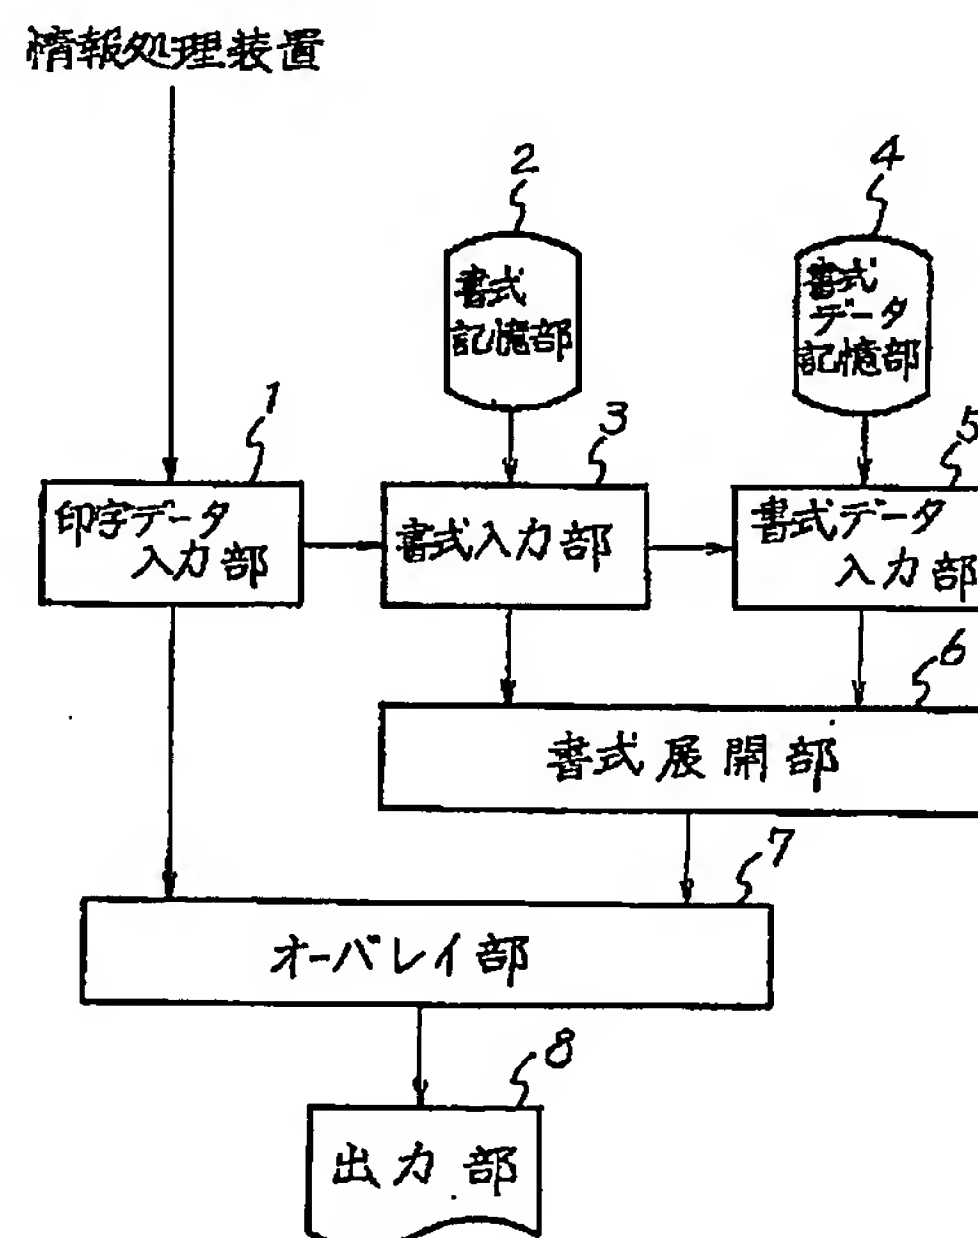 情報処理装置
2
4
書式
記憶部
書式
データ
記憶部
1
3
5
印字データ
入力部
書式入力部
書式データ
入力部
6
書式展開部
7
オーバレイ部
8
出力部